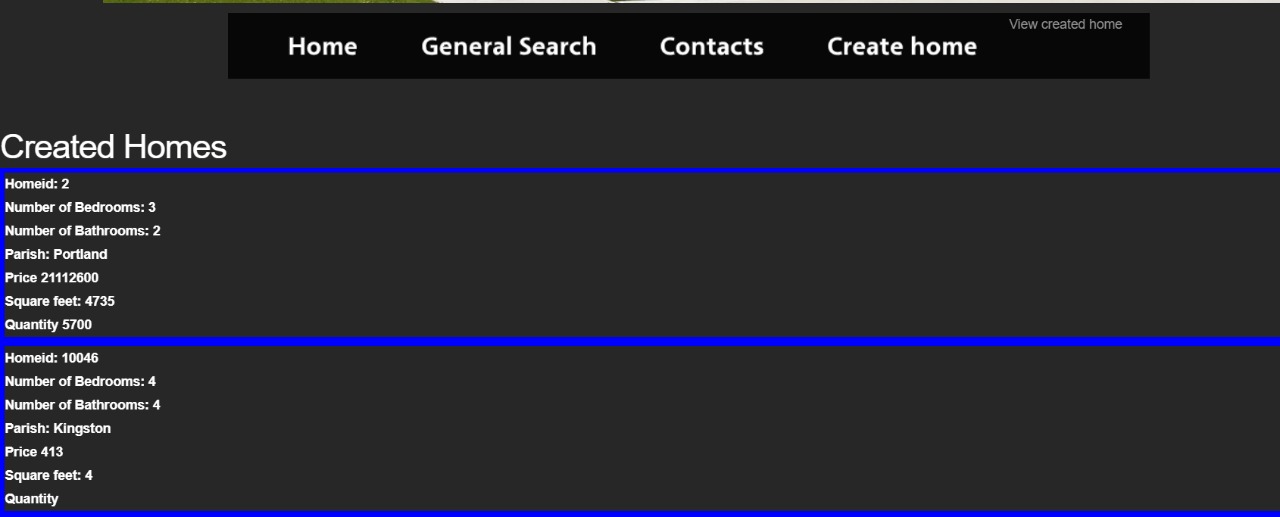 Home General Search Contacts Create home View created home
Created Homes
Homeid: 2
Number of Bedrooms: 3
Number of Bathrooms: 2
Parish: Portland
Price 21112600
Square feet: 4735
Quantity 5700
Homeid: 10046
Number of Bedrooms: 4
Number of Bathrooms: 4
Parish: Kingston
Price 413
Square feet: 4
Quantity